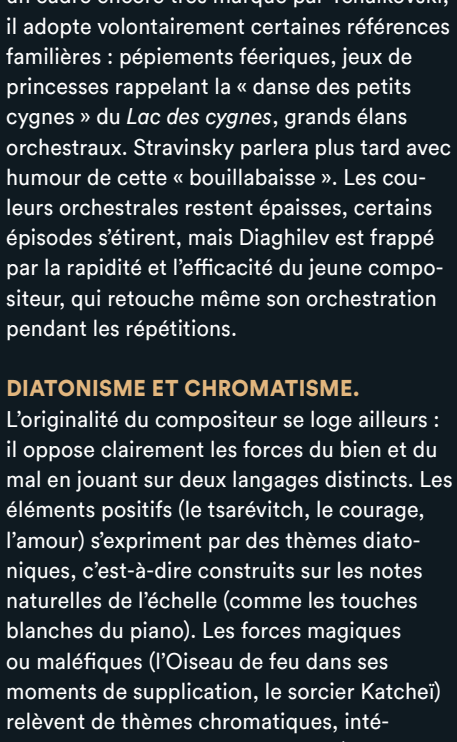 un cadre encore très marqué par Tchaïkovski,
il adopte volontairement certaines références
familières : pépiements féeriques, jeux de
princesses rappelant la « danse des petits
cygnes » du Lac des cygnes, grands élans
orchestraux. Stravinsky parlera plus tard avec
humour de cette « bouillabaisse ». Les cou-
leurs orchestrales restent épaisses, certains
épisodes s’étirent, mais Diaghilev est frappé
par la rapidité et l’efficacité du jeune compo-
siteur, qui retouche même son orchestration
pendant les répétitions.
DIATONISME ET CHROMATISME.
L’originalité du compositeur se loge ailleurs :
il oppose clairement les forces du bien et du
mal en jouant sur deux langages distincts. Les
éléments positifs (le tsarévitch, le courage,
l’amour) s’expriment par des thèmes diato-
niques, c’est-à-dire construits sur les notes
naturelles de l’échelle (comme les touches
blanches du piano). Les forces magiques
ou maléfiques (l’Oiseau de feu dans ses
moments de supplication, le sorcier Katcheï)
relèvent de thèmes chromatiques, inté-